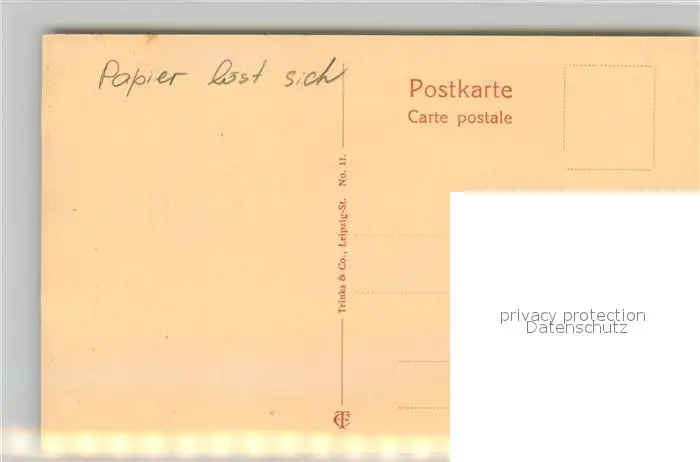 Papier löst sich
Postkarte
Carte postale
Trinks & Co., Leipzig-St. No. 11.
privacy protection
Datenschutz